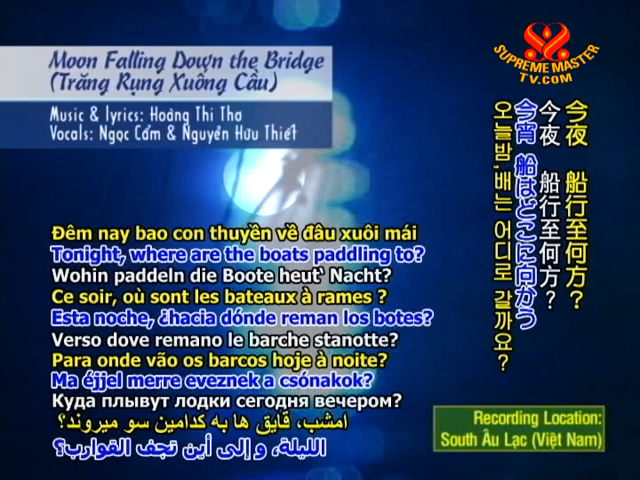 Moon Falling Down the Bridge
(Trăng Rụng Xuống Cầu)
Music & lyrics: Hoàng Thi Thơ
Vocals: Ngọc Cẩm & Nguyễn Hữu Thiết
SUPREME MASTER
TV.COM
今夜 船行至何方?
今夜 船行至何方?
今宵 船はどこに向かう
오늘밤, 배는 어디로 갈까요?
Đêm nay bao con thuyền về đâu xuôi mái
Tonight, where are the boats paddling to?
Wohin paddeln die Boote heut' Nacht?
Ce soir, où sont les bateaux à rames ?
Esta noche, ¿hacia dónde reman los botes?
Verso dove remano le barche stanotte?
Para onde vão os barcos hoje à noite?
Ma éjjel merre eveznek a csónakok?
Куда плывут лодки сегодня вечером?
امشب، قایق ها به کدامین سو میروند؟
الليلة، و إلى أين تجف القوارب؟
Recording Location:
South Âu Lạc (Việt Nam)